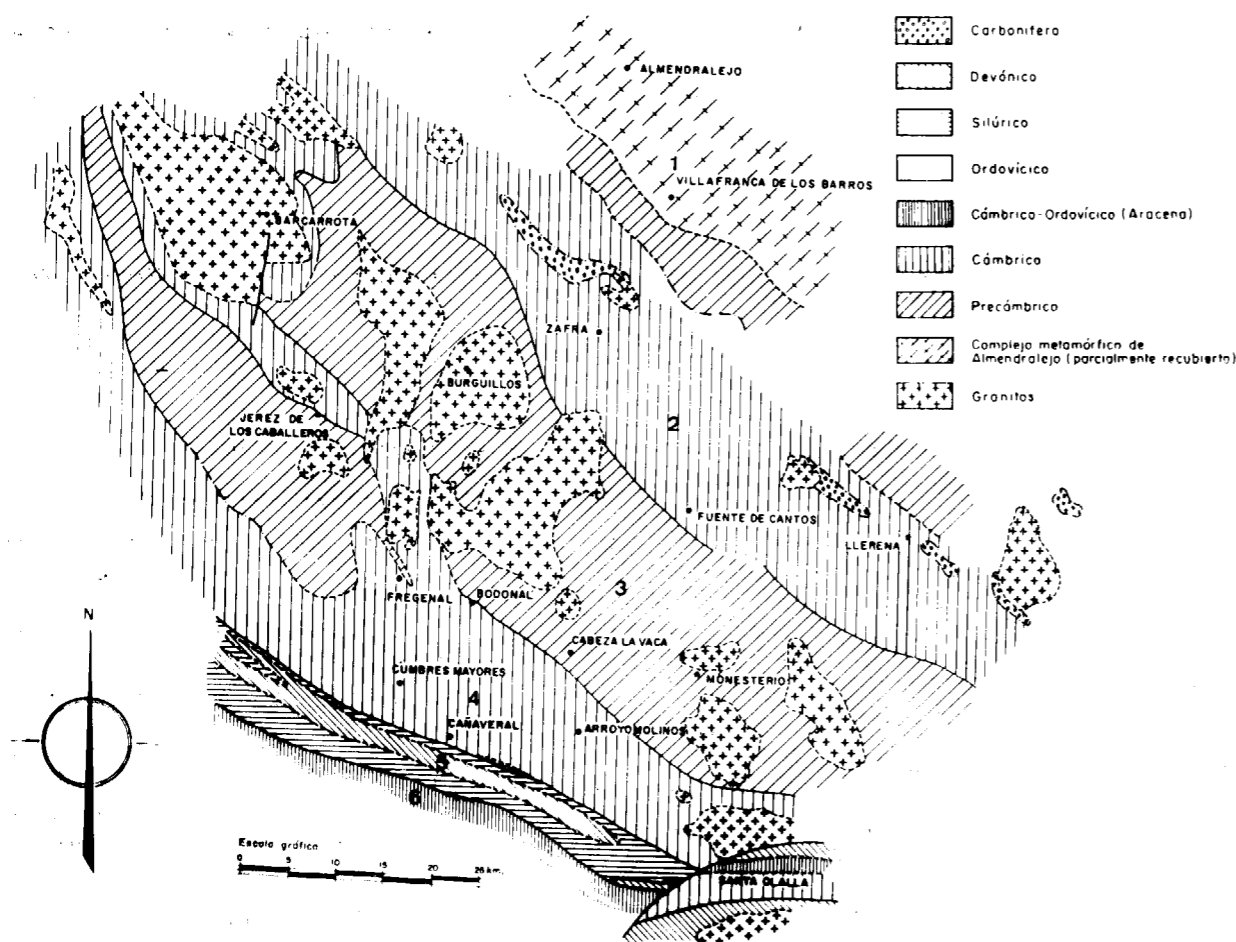 Carbonífero
Devónico
Silúrico
Ordovícico
Cámbrico-Ordovícico (Aracena)
Cámbrico
Precámbrico
Complejo metamórfico de
Almendralejo (parcialmente recubierto)
Granitos
ALMENDRALEJO
1
VILLAFRANCA DE LOS BARROS
BARCARROTA
ZAFRA
BURGUILLOS
JEREZ DE
LOS CABALLEROS
2
FUENTE DE CANTOS
LLERENA
3
FREGENAL
BODONAL
CABEZA LA VACA
CUMBRES MAYORES
MONESTERIO
4
CAÑAVERAL
ARROYOMOLINOS
6
SANTA OLALLA
N
Escala gráfica
0 5 10 15 20 25 km.